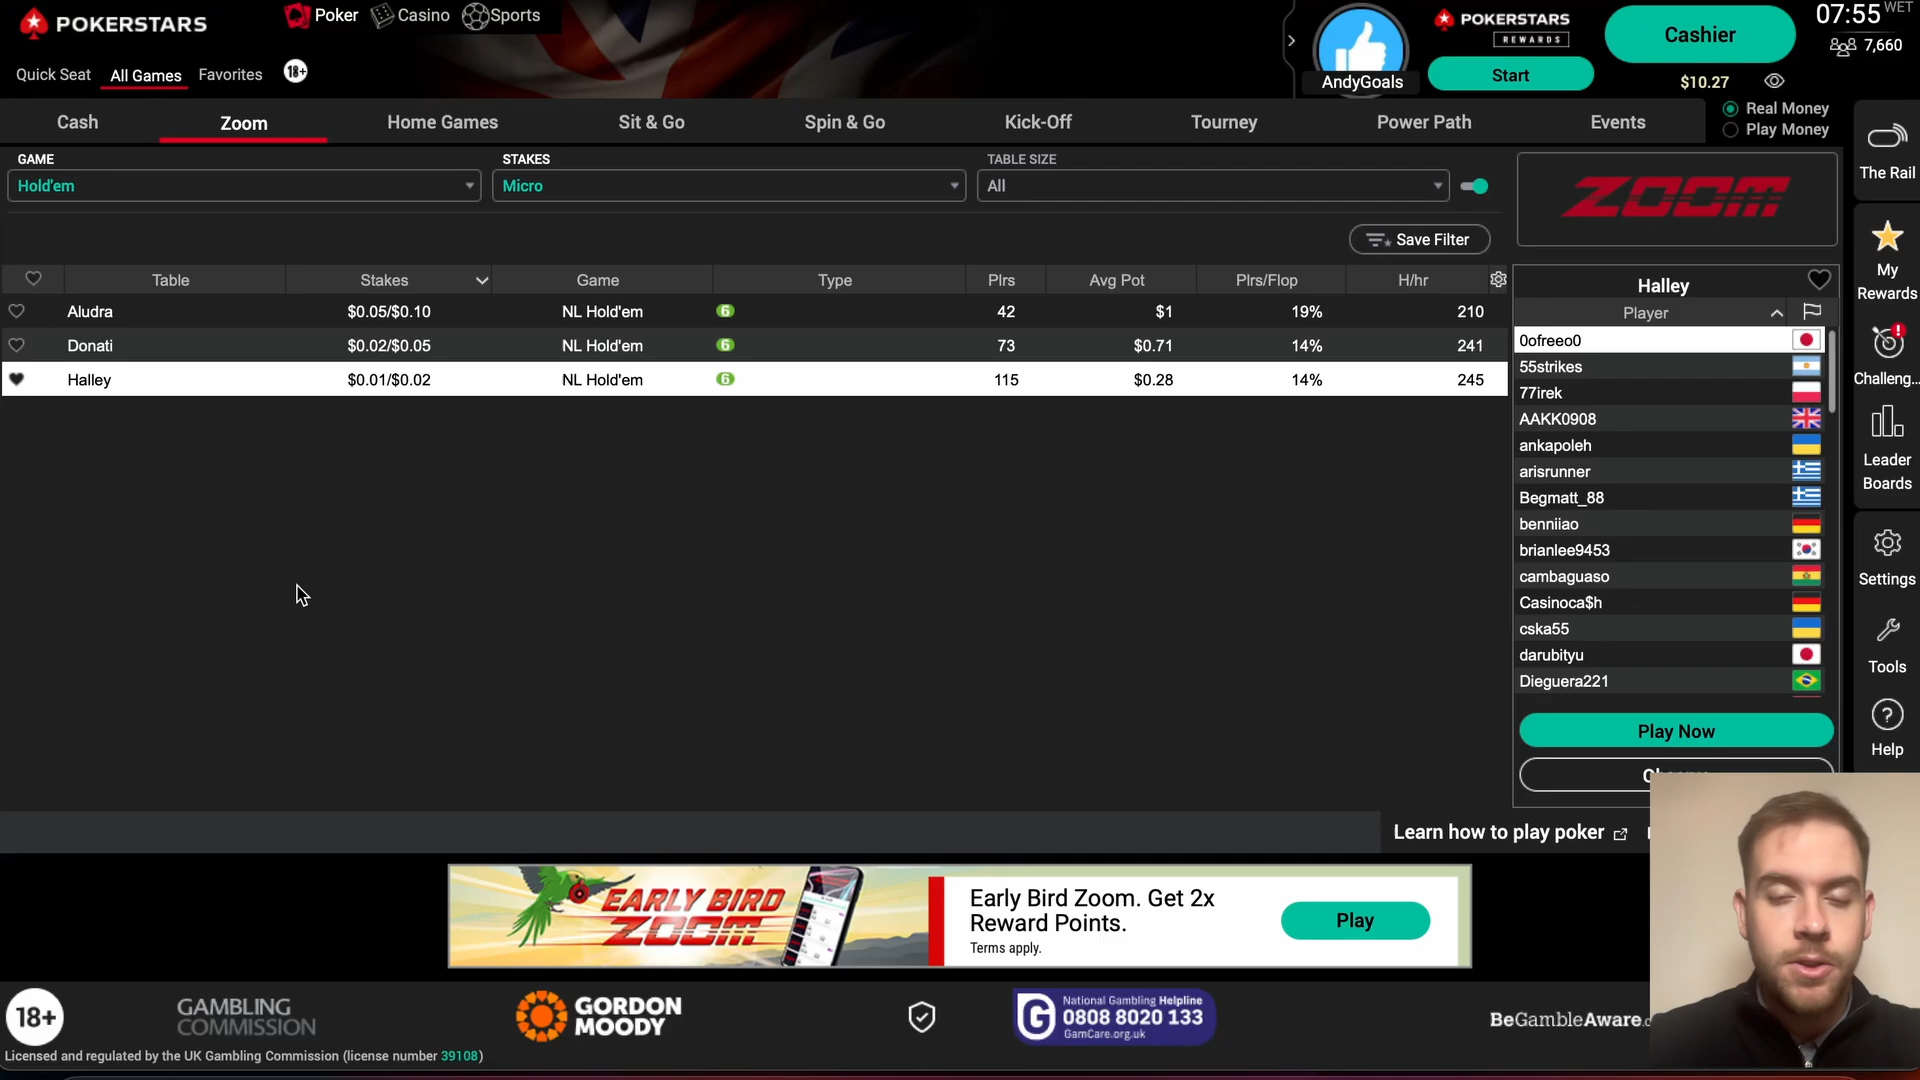 POKERSTARS
Poker
Casino
Sports
Quick Seat
All Games
Favorites
18+
AndyGoals
POKERSTARS
REWARDS
Start
Cashier
$10.27
07:55 WET
7,660
Cash
Zoom
Home Games
Sit & Go
Spin & Go
Kick-Off
Tourney
Power Path
Events
Real Money
Play Money
GAME
Hold'em
STAKES
Micro
TABLE SIZE
All
Save Filter
Table Stakes Game Type Plrs Avg Pot Plrs/Flop H/hr
Aludra $0.05/$0.10 NL Hold'em 6 42 $1 19% 210
Donati $0.02/$0.05 NL Hold'em 6 73 $0.71 14% 241
Halley $0.01/$0.02 NL Hold'em 6 115 $0.28 14% 245
ZOOM
Halley
Player
0ofreeo0
55strikes
77irek
AAKK0908
ankapoleh
arisrunner
Begmatt_88
benniiao
brianlee9453
cambaguaso
Casinoca$h
cska55
darubityu
Dieguera221
Play Now
The Rail
My
Rewards
Challeng...
Leader
Boards
Settings
Tools
Help
Learn how to play poker
EARLY BIRD
ZOOM
Early Bird Zoom. Get 2x
Reward Points.
Terms apply.
Play
18+
GAMBLING
COMMISSION
GORDON
MOODY
National Gambling Helpline
0808 8020 133
GamCare.org.uk
BeGambleAware.
Licensed and regulated by the UK Gambling Commission (license number 39108)